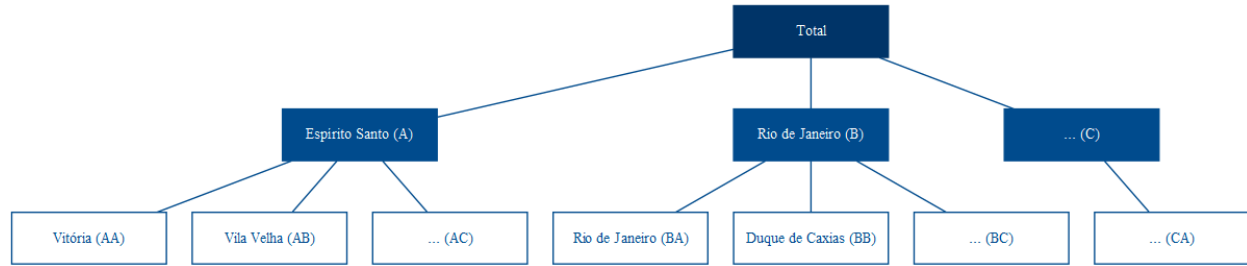 Total
Espírito Santo (A)
Rio de Janeiro (B)
... (C)
Vitória (AA)
Vila Velha (AB)
... (AC)
Rio de Janeiro (BA)
Duque de Caxias (BB)
... (BC)
... (CA)